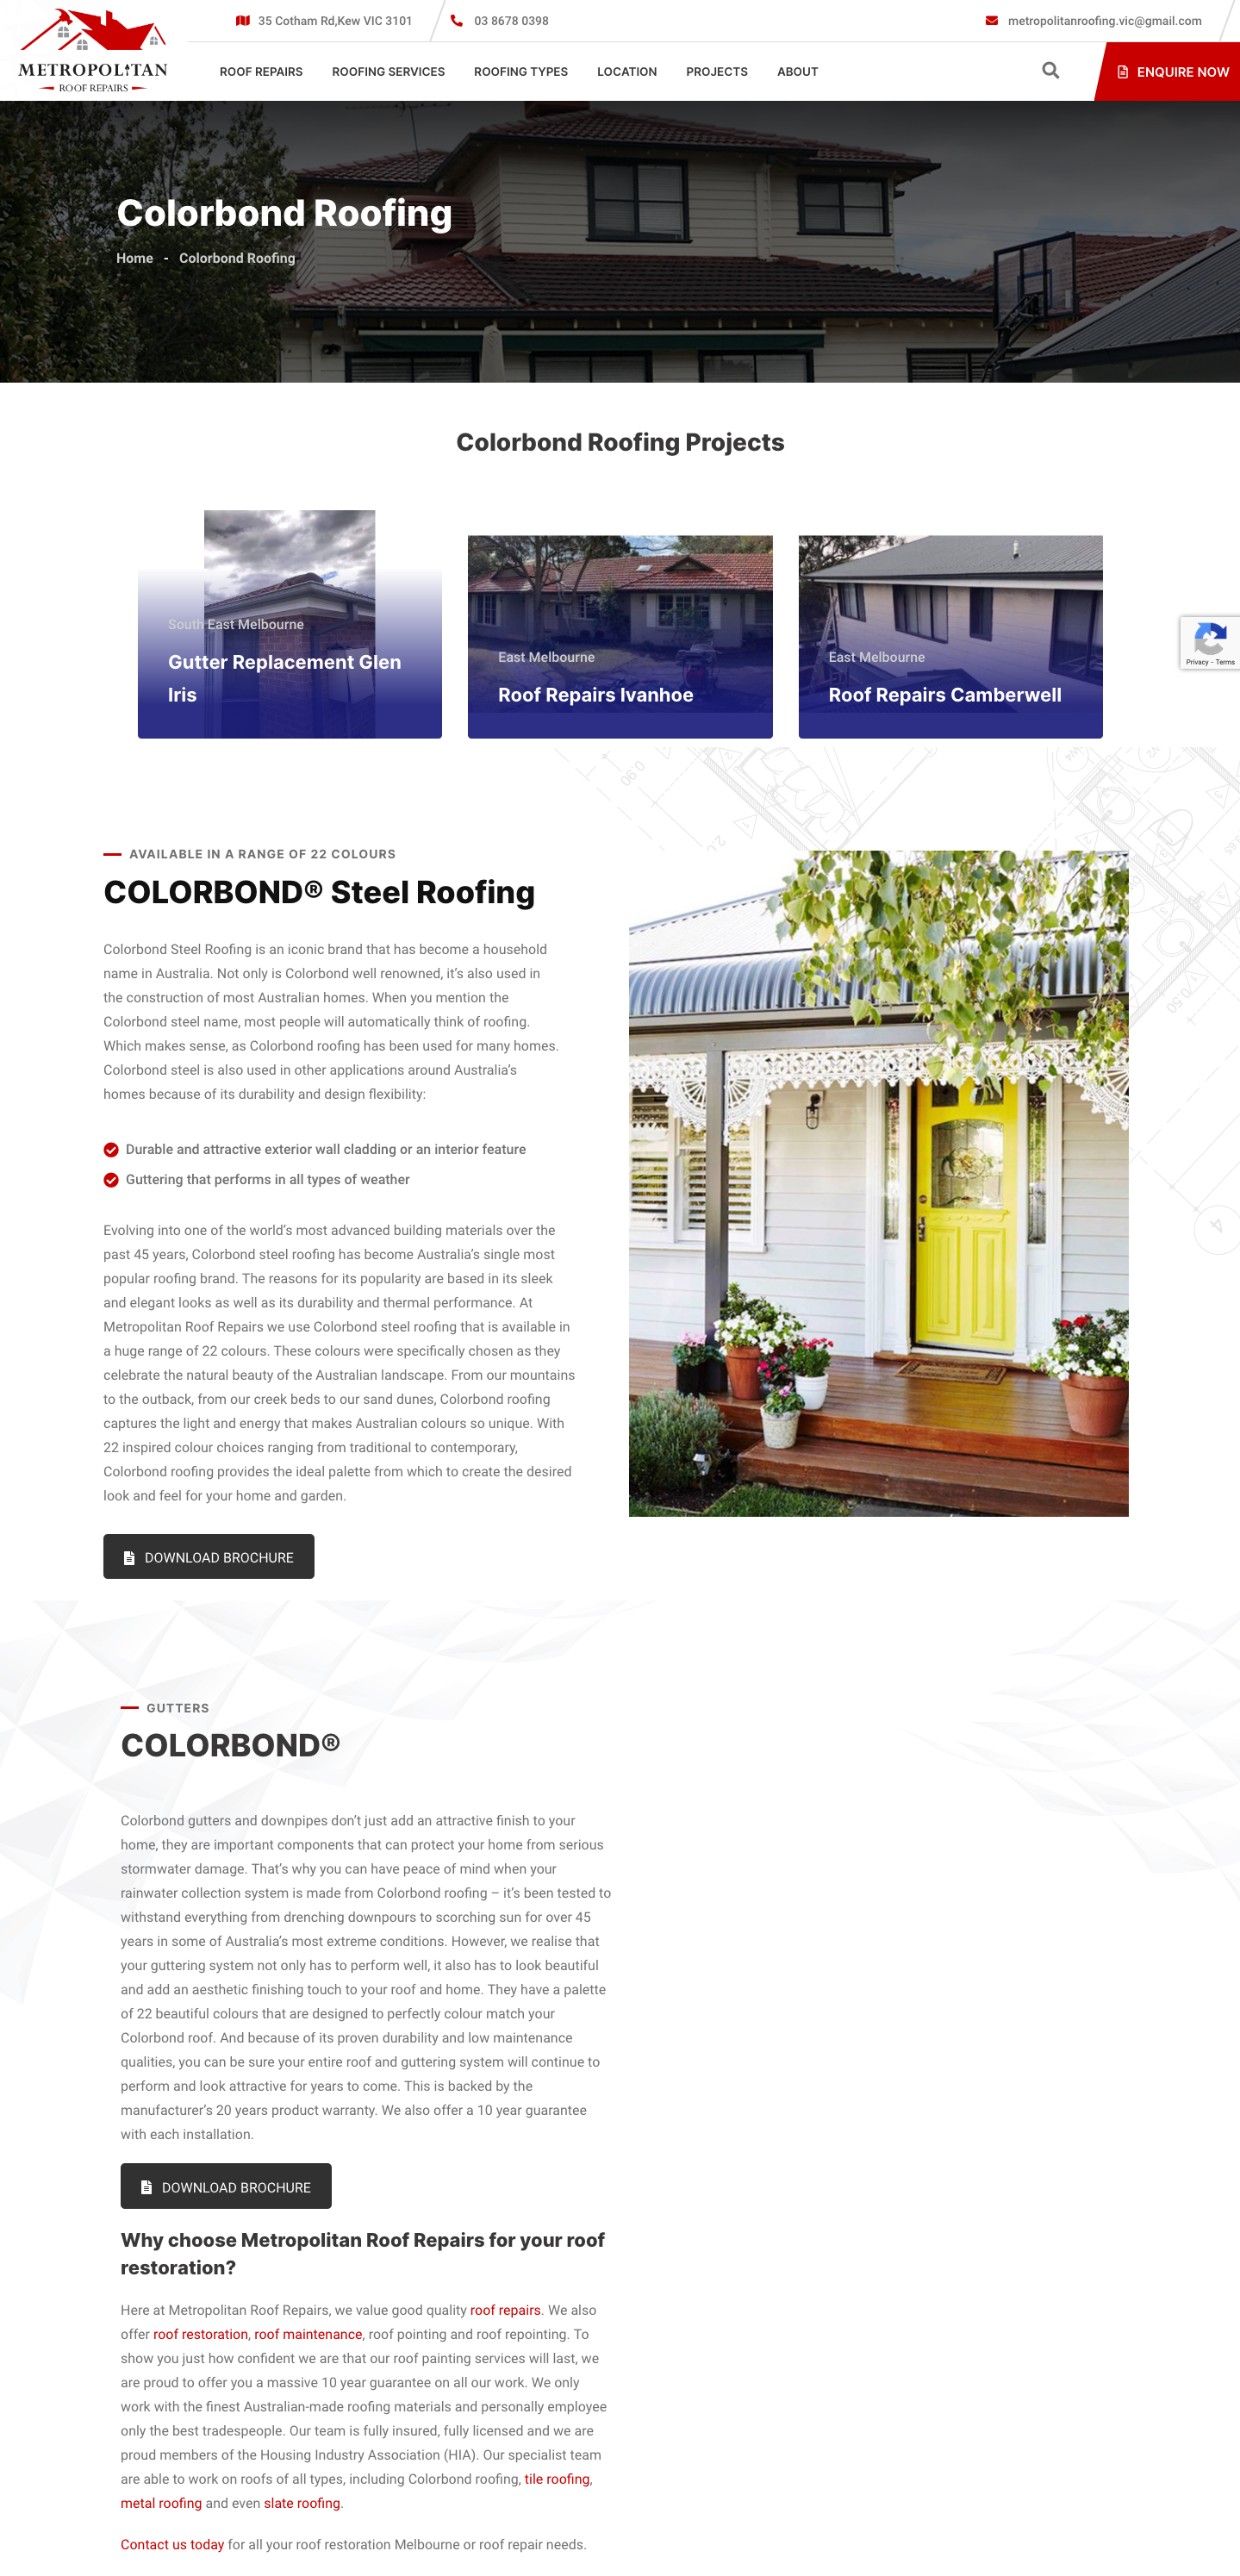 35 Cotham Rd,Kew VIC 3101
03 8678 0398
metropolitanroofing.vic@gmail.com
METROPOLITAN
ROOF REPAIRS
ROOF REPAIRS
ROOFING SERVICES
ROOFING TYPES
LOCATION
PROJECTS
ABOUT
ENQUIRE NOW
Colorbond Roofing
Home - Colorbond Roofing
Colorbond Roofing Projects
South East Melbourne
Gutter Replacement Glen
Iris
East Melbourne
Roof Repairs Ivanhoe
East Melbourne
Roof Repairs Camberwell
Privacy - Terms
0.90
AVAILABLE IN A RANGE OF 22 COLOURS
COLORBOND® Steel Roofing
Colorbond Steel Roofing is an iconic brand that has become a household
name in Australia. Not only is Colorbond well renowned, it’s also used in
the construction of most Australian homes. When you mention the
Colorbond steel name, most people will automatically think of roofing.
Which makes sense, as Colorbond roofing has been used for many homes.
Colorbond steel is also used in other applications around Australia’s
homes because of its durability and design flexibility:
Durable and attractive exterior wall cladding or an interior feature
Guttering that performs in all types of weather
Evolving into one of the world’s most advanced building materials over the
past 45 years, Colorbond steel roofing has become Australia’s single most
popular roofing brand. The reasons for its popularity are based in its sleek
and elegant looks as well as its durability and thermal performance. At
Metropolitan Roof Repairs we use Colorbond steel roofing that is available in
a huge range of 22 colours. These colours were specifically chosen as they
celebrate the natural beauty of the Australian landscape. From our mountains
to the outback, from our creek beds to our sand dunes, Colorbond roofing
captures the light and energy that makes Australian colours so unique. With
22 inspired colour choices ranging from traditional to contemporary,
Colorbond roofing provides the ideal palette from which to create the desired
look and feel for your home and garden.
DOWNLOAD BROCHURE
GUTTERS
COLORBOND®
Colorbond gutters and downpipes don’t just add an attractive finish to your
home, they are important components that can protect your home from serious
stormwater damage. That’s why you can have peace of mind when your
rainwater collection system is made from Colorbond roofing – it’s been tested to
withstand everything from drenching downpours to scorching sun for over 45
years in some of Australia’s most extreme conditions. However, we realise that
your guttering system not only has to perform well, it also has to look beautiful
and add an aesthetic finishing touch to your roof and home. They have a palette
of 22 beautiful colours that are designed to perfectly colour match your
Colorbond roof. And because of its proven durability and low maintenance
qualities, you can be sure your entire roof and guttering system will continue to
perform and look attractive for years to come. This is backed by the
manufacturer’s 20 years product warranty. We also offer a 10 year guarantee
with each installation.
DOWNLOAD BROCHURE
Why choose Metropolitan Roof Repairs for your roof
restoration?
Here at Metropolitan Roof Repairs, we value good quality roof repairs. We also
offer roof restoration, roof maintenance, roof pointing and roof repointing. To
show you just how confident we are that our roof painting services will last, we
are proud to offer you a massive 10 year guarantee on all our work. We only
work with the finest Australian-made roofing materials and personally employee
only the best tradespeople. Our team is fully insured, fully licensed and we are
proud members of the Housing Industry Association (HIA). Our specialist team
are able to work on roofs of all types, including Colorbond roofing, tile roofing,
metal roofing and even slate roofing.
Contact us today for all your roof restoration Melbourne or roof repair needs.